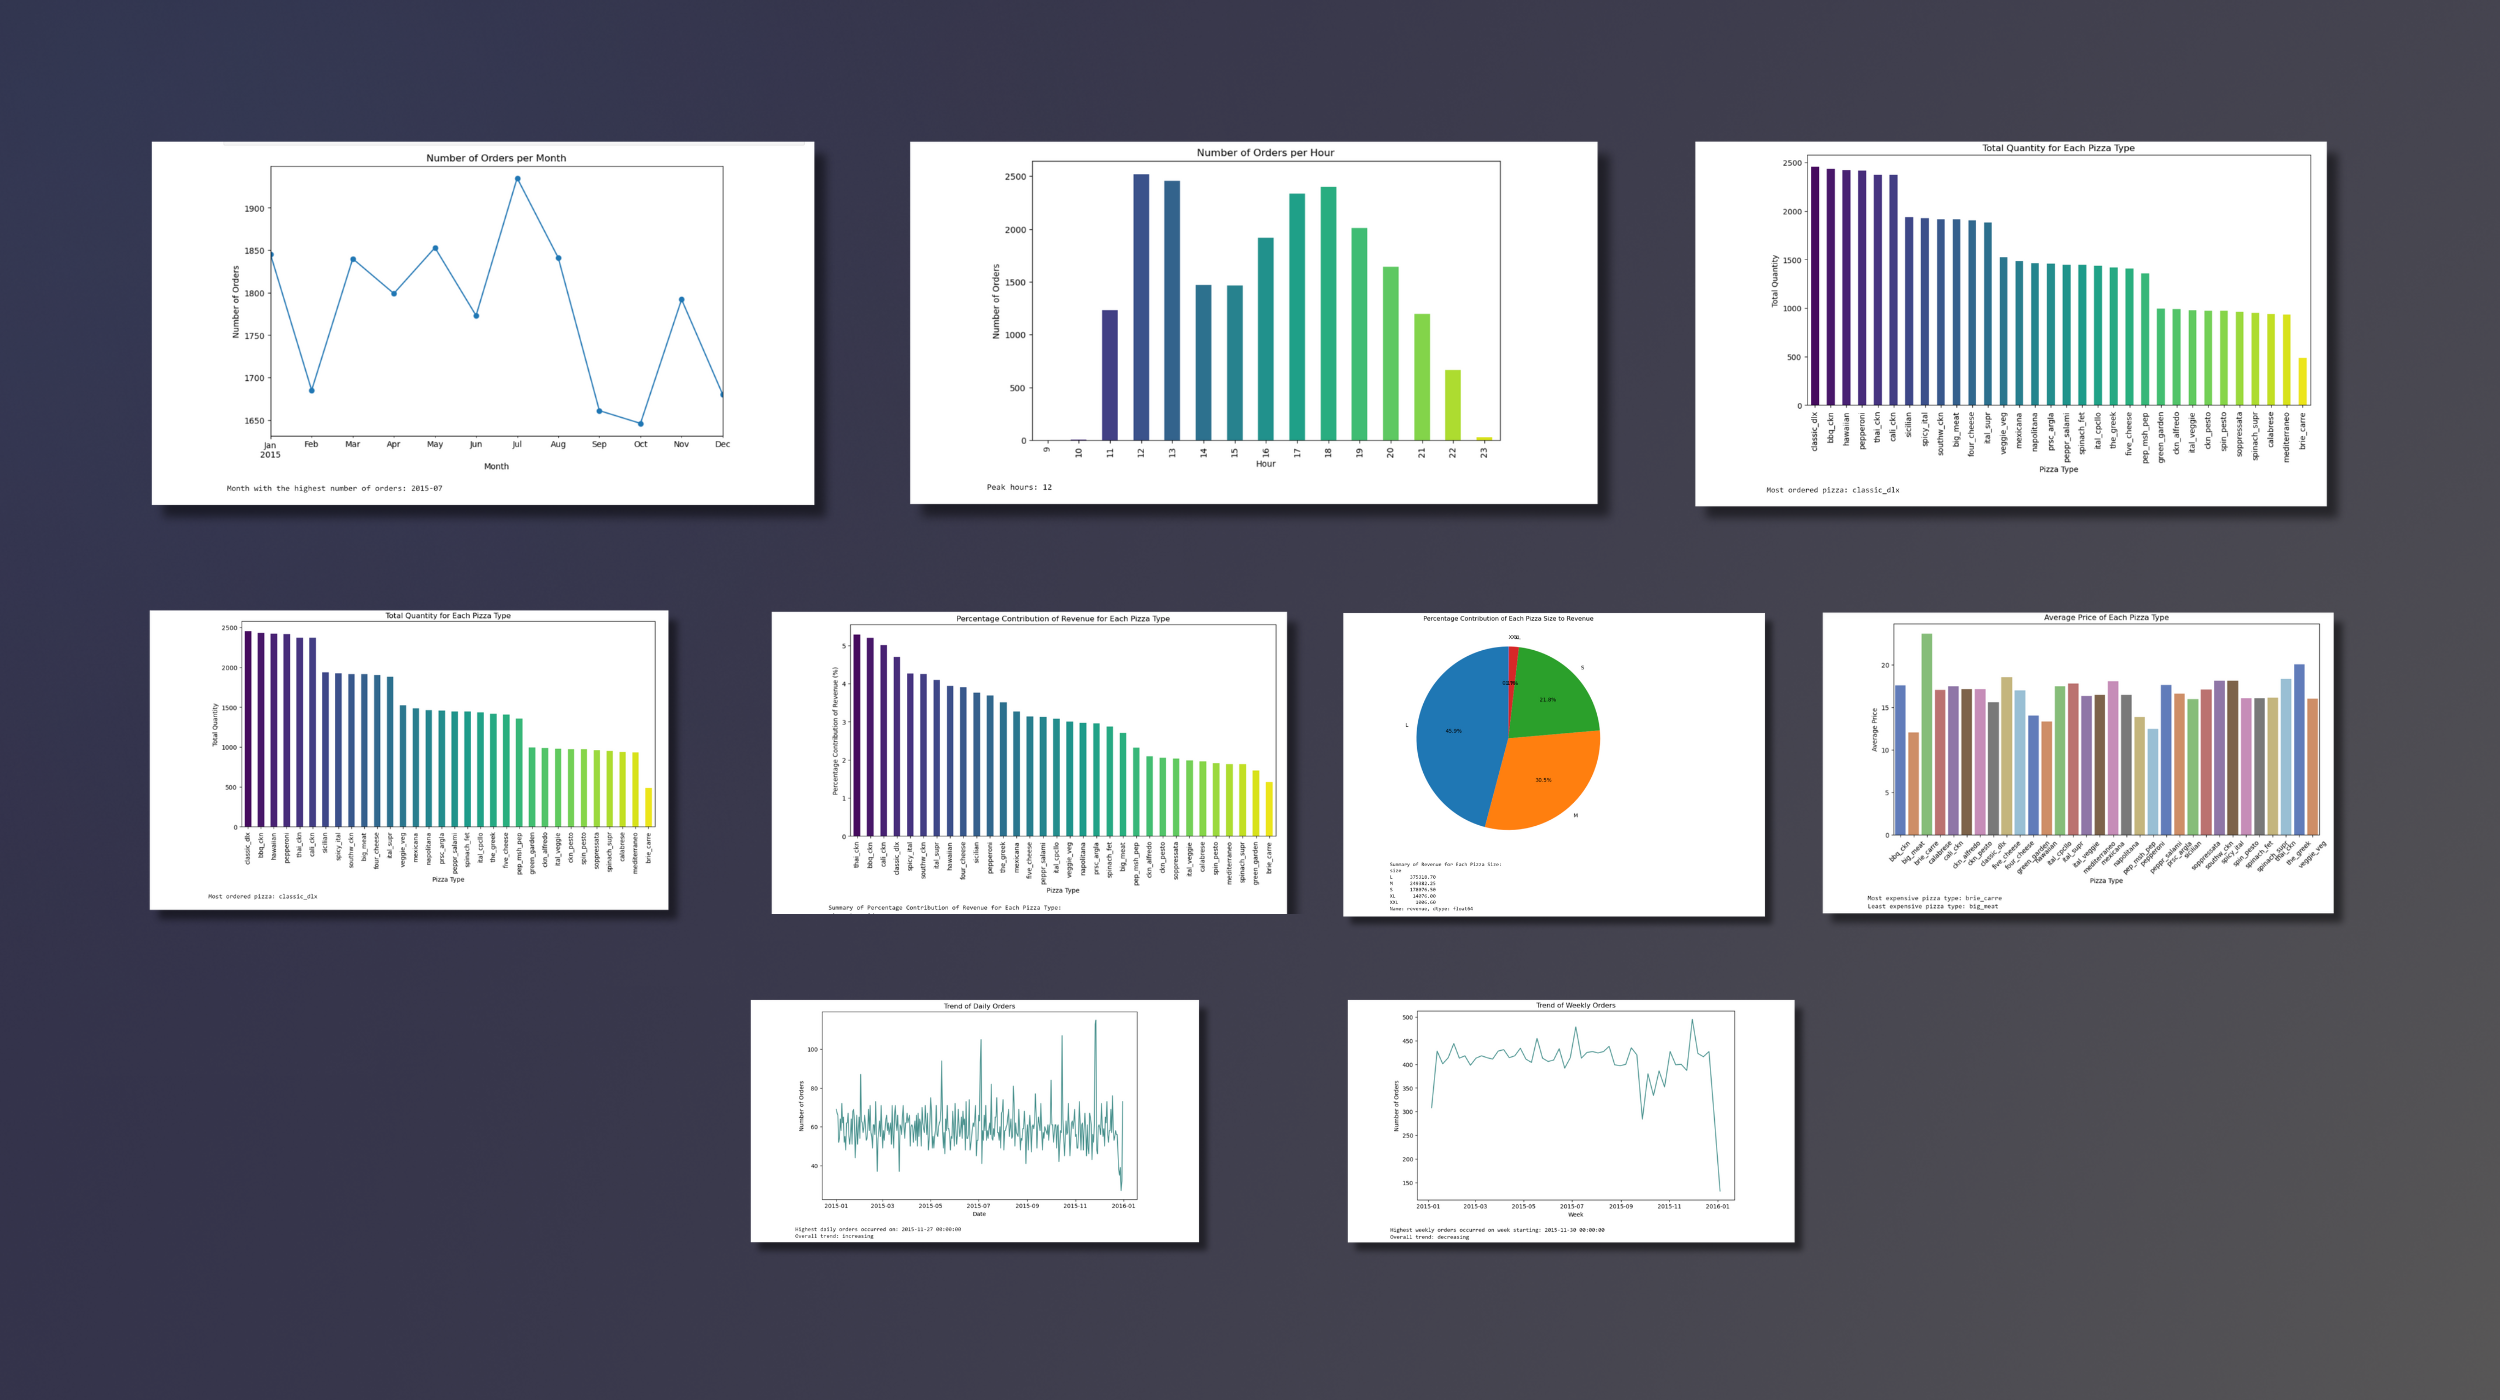 Number of Orders per Month
Number of Orders
1900
1850
1800
1750
1700
1650
Jan Feb Mar Apr May Jun Jul Aug Sep Oct Nov Dec
2015
Month
Month with the highest number of orders: 2015-07
Number of Orders per Hour
Number of Orders
2500
2000
1500
1000
500
0
9 10 11 12 13 14 15 16 17 18 19 20 21 22 23
Hour
Peak hours: 12
Total Quantity for Each Pizza Type
Total Quantity
2500
2000
1500
1000
500
0
classic_dlx bbq_ckn hawaiian pepperoni thai_ckn cali_ckn sicilian spicy_ital southw_ckn big_meat four_cheese ital_supr veggie_veg mexicana napolitana prsc_argla peppr_salami spinach_fet ital_cpcllo the_greek five_cheese pep_msh_pep green_garden ckn_alfredo ital_veggie ckn_pesto spin_pesto soppressata spinach_supr calabrese mediterraneo brie_carre
Pizza Type
Most ordered pizza: classic_dlx
Total Quantity for Each Pizza Type
Total Quantity
2500
2000
1500
1000
500
0
classic_dlx bbq_ckn hawaiian pepperoni thai_ckn cali_ckn sicilian spicy_ital southw_ckn big_meat four_cheese ital_supr veggie_veg mexicana napolitana prsc_argla peppr_salami spinach_fet ital_cpcllo the_greek five_cheese pep_msh_pep green_garden ckn_alfredo ital_veggie ckn_pesto spin_pesto soppressata spinach_supr calabrese mediterraneo brie_carre
Pizza Type
Most ordered pizza: classic_dlx
Percentage Contribution of Revenue for Each Pizza Type
Percentage Contribution of Revenue (%)
5
4
3
2
1
0
thai_ckn bbq_ckn cali_ckn classic_dlx spicy_ital southw_ckn ital_supr hawaiian four_cheese sicilian pepperoni the_greek mexicana five_cheese peppr_salami ital_cpcllo veggie_veg napolitana prsc_argla spinach_fet big_meat pep_msh_pep ckn_alfredo ckn_pesto soppressata ital_veggie calabrese spin_pesto mediterraneo spinach_supr green_garden brie_carre
Pizza Type
Summary of Percentage Contribution of Revenue for Each Pizza Type:
Percentage Contribution of Each Pizza Size to Revenue
S
21.8%
L
45.9%
30.5%
M
Summary of Revenue for Each Pizza Size:
size
L 375318.70
M 249382.25
S 178076.50
XL 14076.00
XXL 1006.60
Name: revenue, dtype: float64
Average Price of Each Pizza Type
Average Price
20
15
10
5
0
bbq_ckn big_meat brie_carre calabrese cali_ckn ckn_alfredo ckn_pesto classic_dlx five_cheese four_cheese green_garden hawaiian ital_cpcllo ital_supr ital_veggie mediterraneo mexicana napolitana pep_msh_pep pepperoni peppr_salami prsc_argla sicilian soppressata southw_ckn spicy_ital spin_pesto spinach_fet spinach_supr thai_ckn the_greek veggie_veg
Pizza Type
Most expensive pizza type: brie_carre
Least expensive pizza type: big_meat
Trend of Daily Orders
Number of Orders
100
80
60
40
2015-01 2015-03 2015-05 2015-07 2015-09 2015-11 2016-01
Date
Highest daily orders occurred on: 2015-11-27 00:00:00
Overall trend: increasing
Trend of Weekly Orders
Number of Orders
500
450
400
350
300
250
200
150
2015-01 2015-03 2015-05 2015-07 2015-09 2015-11 2016-01
Week
Highest weekly orders occurred on week starting: 2015-11-30 00:00:00
Overall trend: decreasing